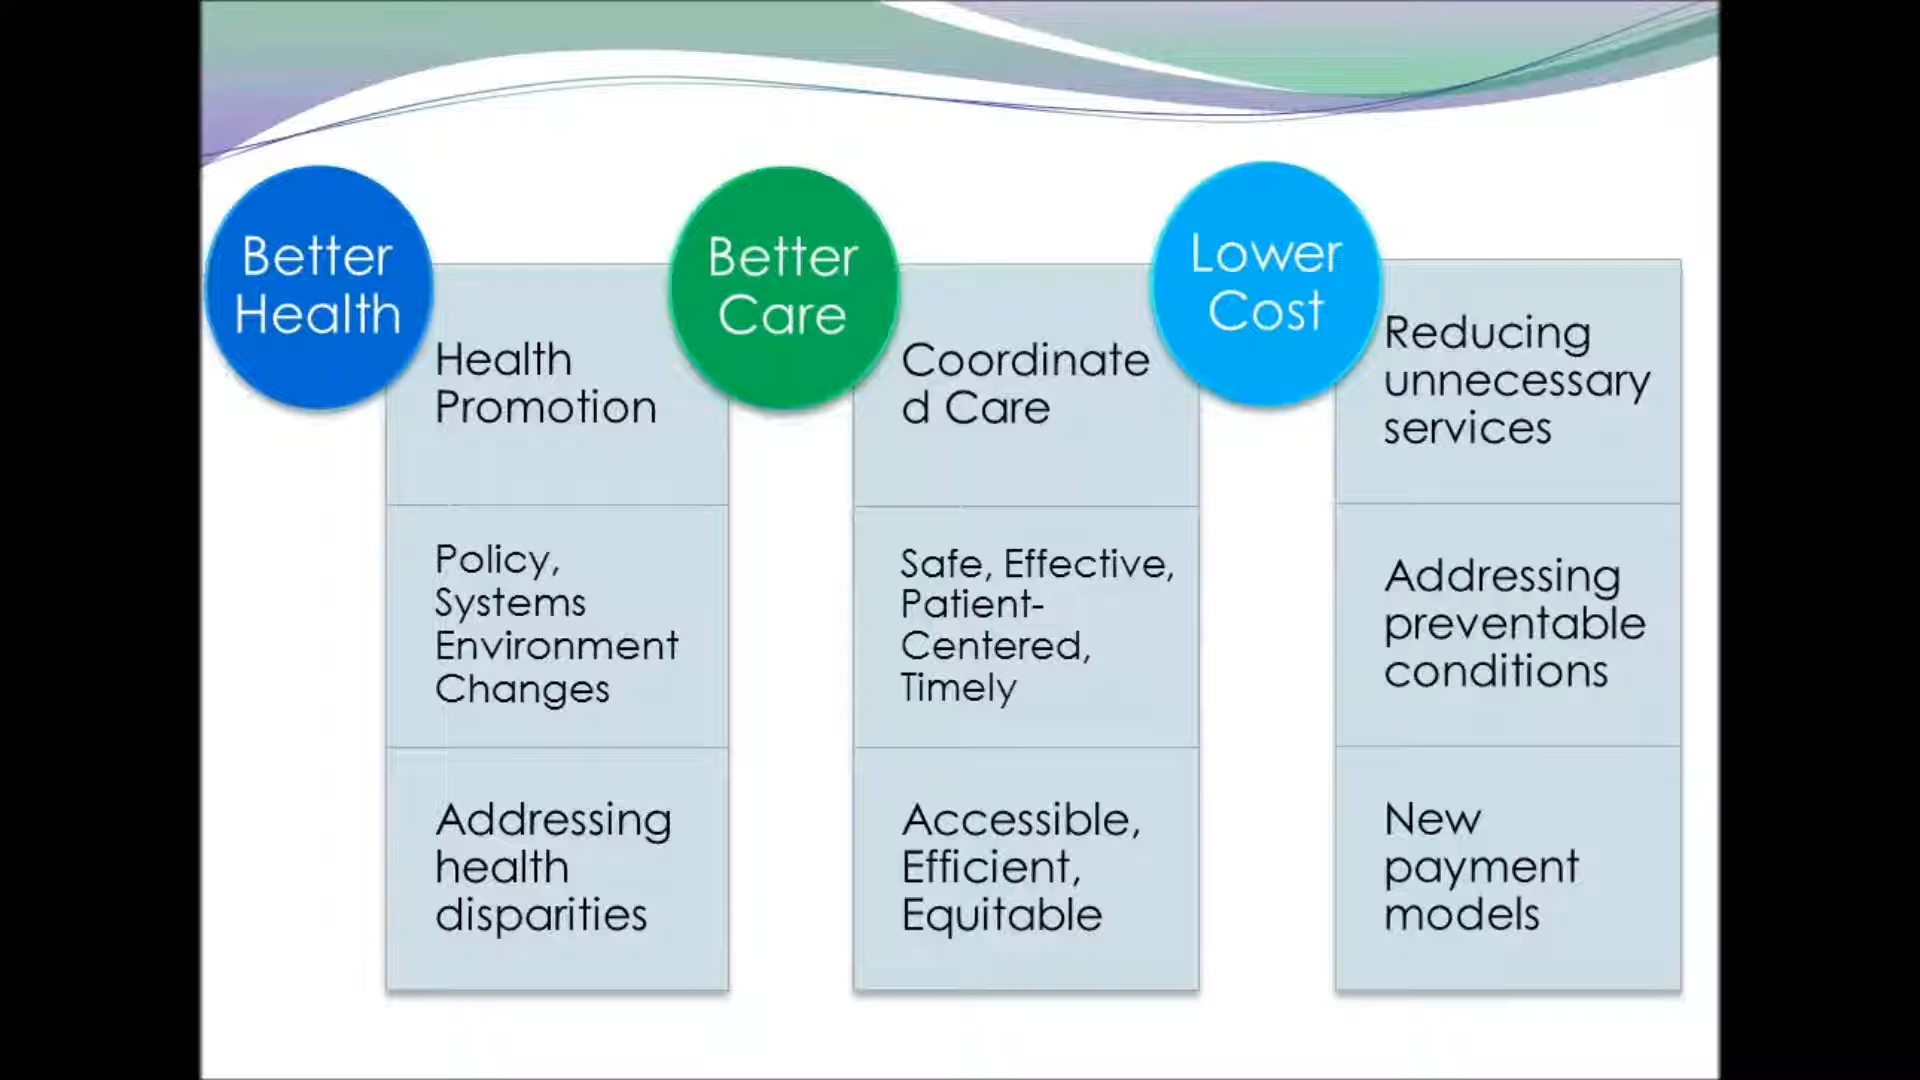 Better
Health
Health
Promotion
Policy,
Systems
Environment
Changes
Addressing
health
disparities
Better
Care
Coordinate
d Care
Safe, Effective,
Patient-
Centered,
Timely
Accessible,
Efficient,
Equitable
Lower
Cost
Reducing
unnecessary
services
Addressing
preventable
conditions
New
payment
models